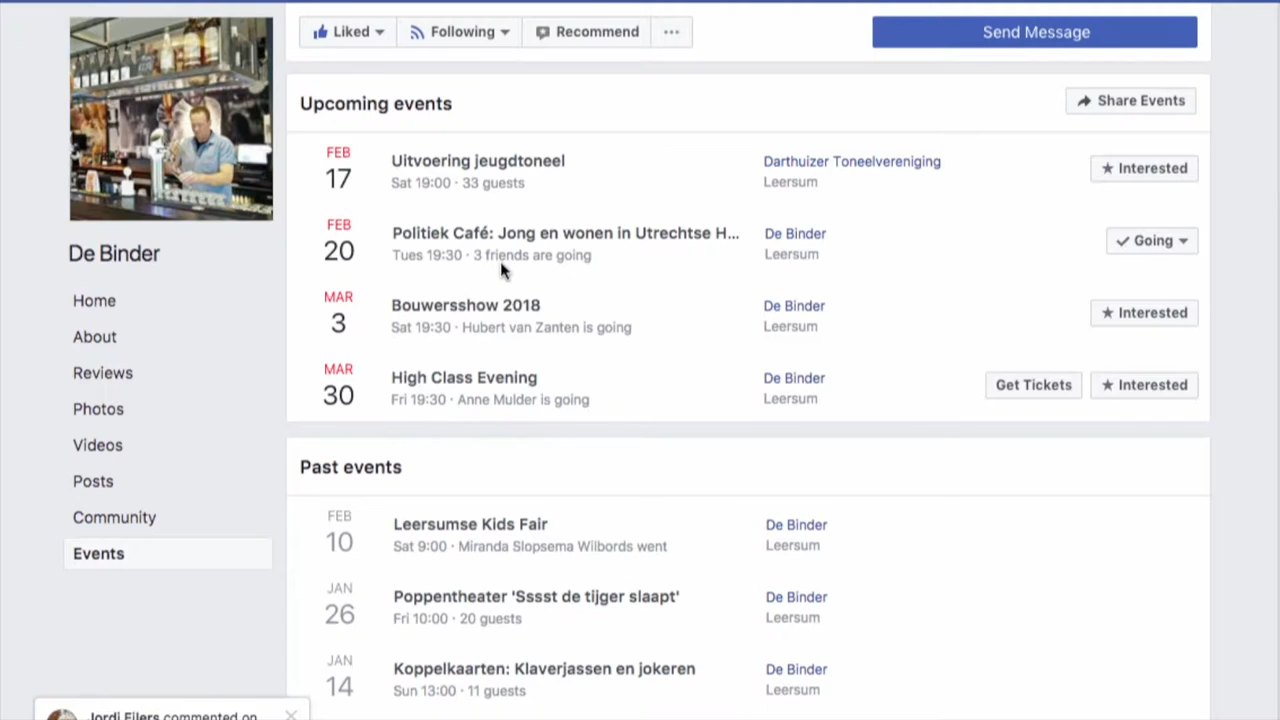 Liked
Following
Recommend
...
Send Message
Upcoming events
Share Events
FEB
17
Uitvoering jeugdtoneel
Sat 19:00 · 33 guests
Darthuizer Toneelvereniging
Leersum
Interested
FEB
20
Politiek Café: Jong en wonen in Utrechtse H...
Tues 19:30 · 3 friends are going
De Binder
Leersum
Going
MAR
3
Bouwersshow 2018
Sat 19:30 · Hubert van Zanten is going
De Binder
Leersum
Interested
MAR
30
High Class Evening
Fri 19:30 · Anne Mulder is going
De Binder
Leersum
Get Tickets
Interested
De Binder
Home
About
Reviews
Photos
Videos
Posts
Community
Events
Past events
FEB
10
Leersumse Kids Fair
Sat 9:00 · Miranda Slopsema Wilbords went
De Binder
Leersum
JAN
26
Poppentheater 'Sssst de tijger slaapt'
Fri 10:00 · 20 guests
De Binder
Leersum
JAN
14
Koppelkaarten: Klaverjassen en jokeren
Sun 13:00 · 11 guests
De Binder
Leersum
Jordi Eilers commented on